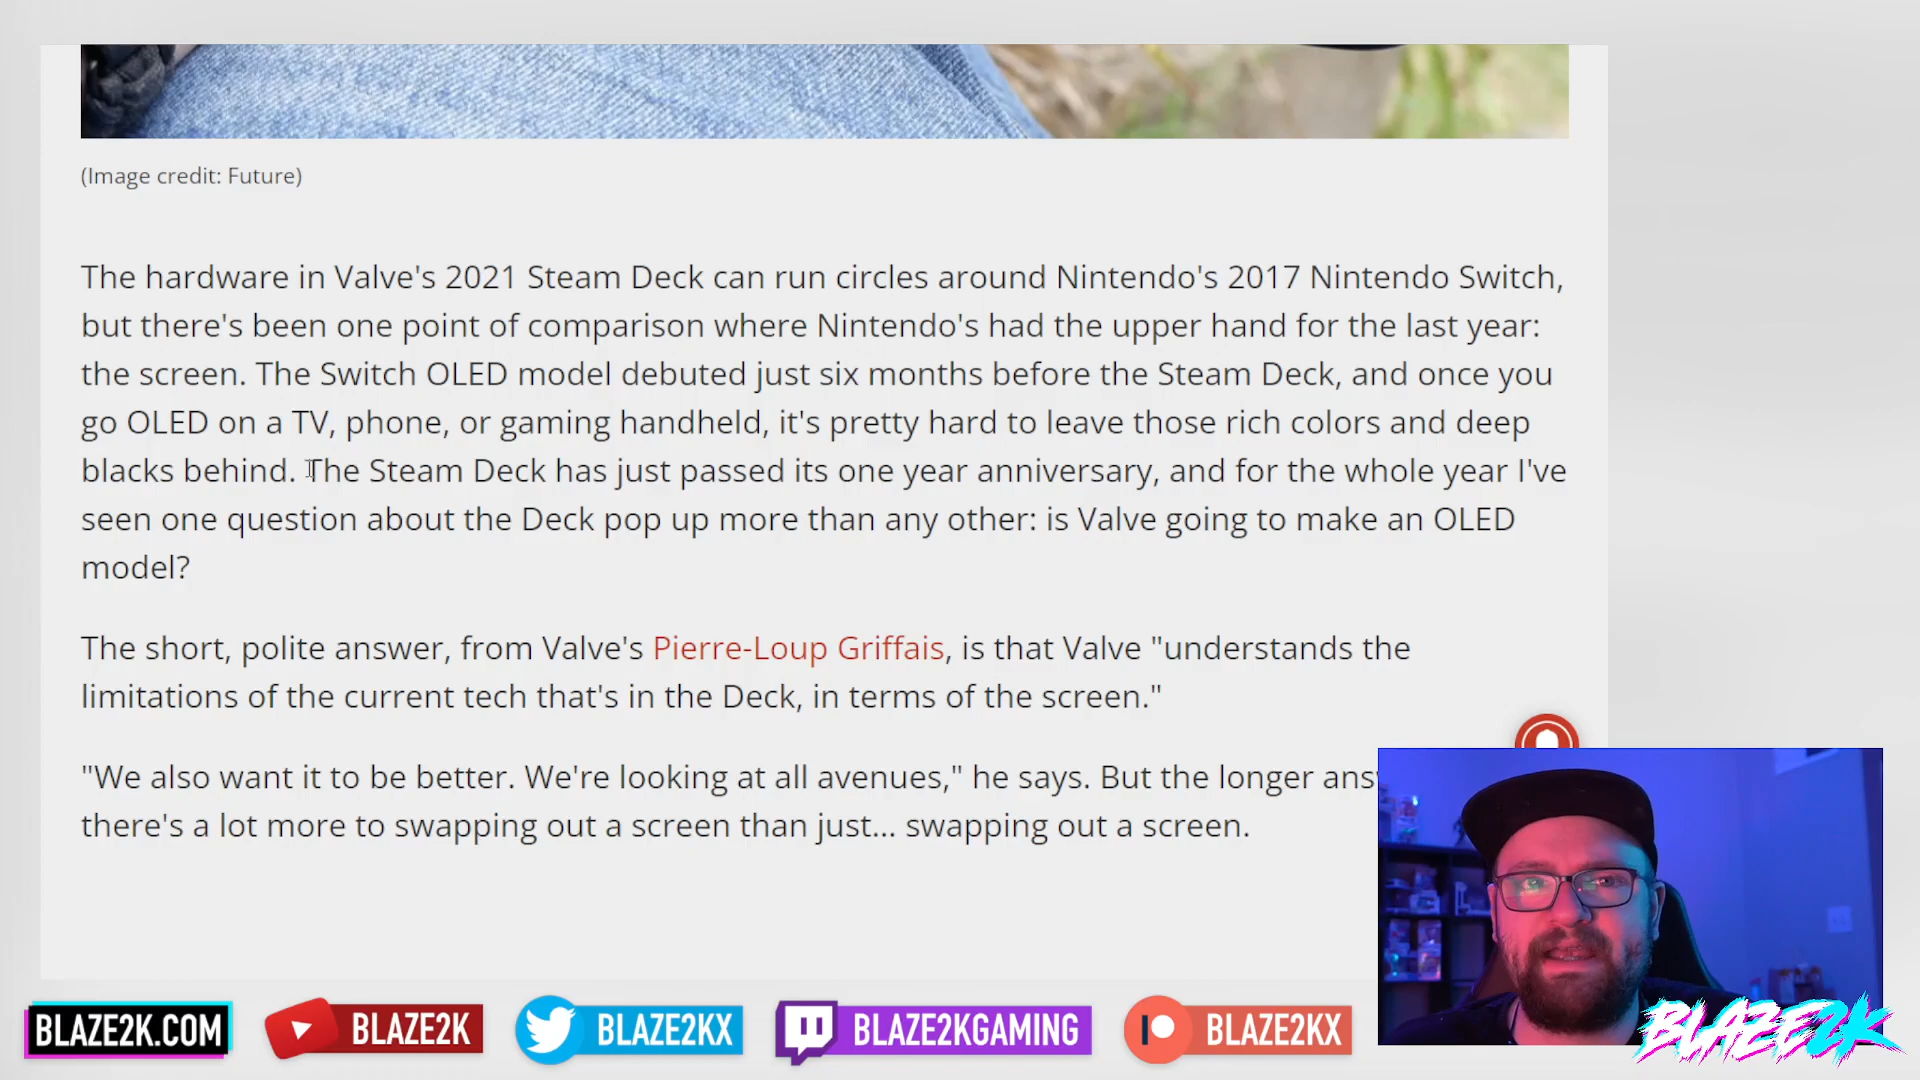 (Image credit: Future)
The hardware in Valve's 2021 Steam Deck can run circles around Nintendo's 2017 Nintendo Switch,
but there's been one point of comparison where Nintendo's had the upper hand for the last year:
the screen. The Switch OLED model debuted just six months before the Steam Deck, and once you
go OLED on a TV, phone, or gaming handheld, it's pretty hard to leave those rich colors and deep
blacks behind. The Steam Deck has just passed its one year anniversary, and for the whole year I've
seen one question about the Deck pop up more than any other: is Valve going to make an OLED
model?
The short, polite answer, from Valve's Pierre-Loup Griffais, is that Valve "understands the
limitations of the current tech that's in the Deck, in terms of the screen."
"We also want it to be better. We're looking at all avenues," he says. But the longer
there's a lot more to swapping out a screen than just... swapping out a screen.
BLAZE2K.COM
BLAZE2K
BLAZE2KX
BLAZE2KGAMING
BLAZE2KX
BLAZE2K